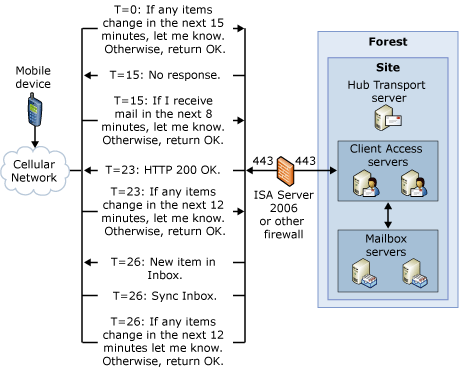 Mobile
device
Cellular
Network
T=0: If any items
change in the next 15
minutes, let me know.
Otherwise, return OK.
T=15: No response.
T=15: If I receive
mail in the next 8
minutes, let me know.
Otherwise, return OK.
T=23: HTTP 200 OK.
T=23: If any items
change in the next 12
minutes, let me know.
Otherwise, return OK.
T=26: New item in
Inbox.
T=26: Sync Inbox.
T=26: If any items
change in the next 12
minutes let me know.
Otherwise, return OK.
443
443
ISA Server
2006
or other
firewall
Forest
Site
Hub Transport
server
Client Access
servers
Mailbox
servers